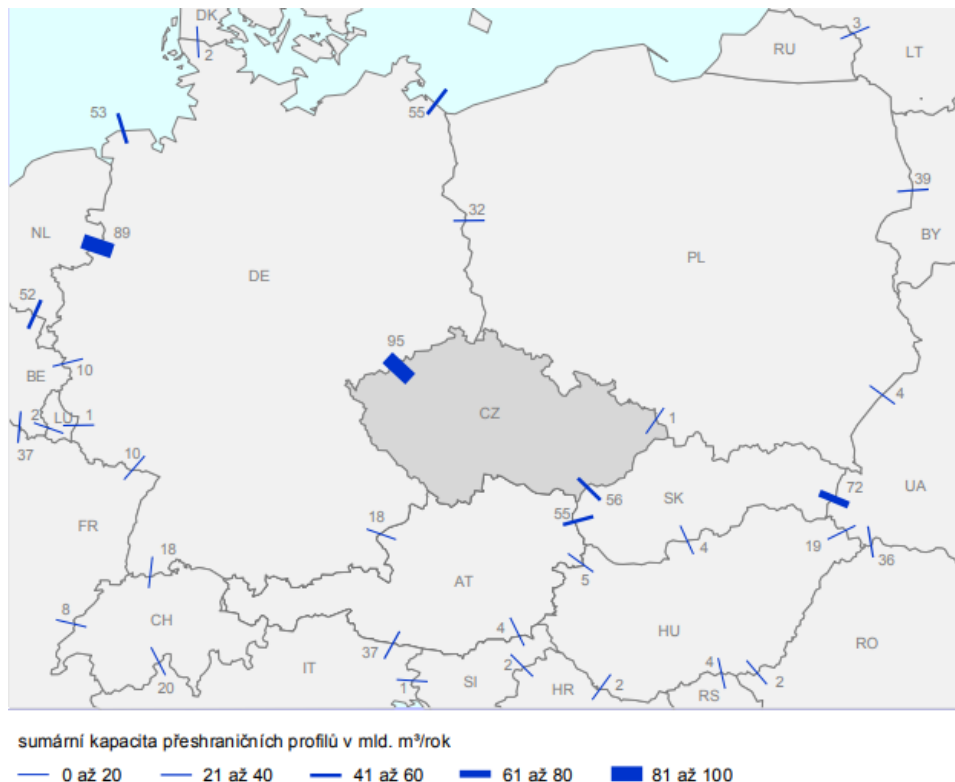 DK
2
3
RU
LT
53
55
39
32
NL
89
BY
DE
PL
52
95
10
BE
4
2
LU
1
CZ
1
37
10
56
SK
72
UA
FR
18
55
4
19
36
18
5
AT
8
CH
4
HU
RO
37
20
IT
2
4
2
1
SI
HR
2
RS
sumární kapacita přeshraničních profilů v mld. m³/rok
0 až 20 21 až 40 41 až 60 61 až 80 81 až 100